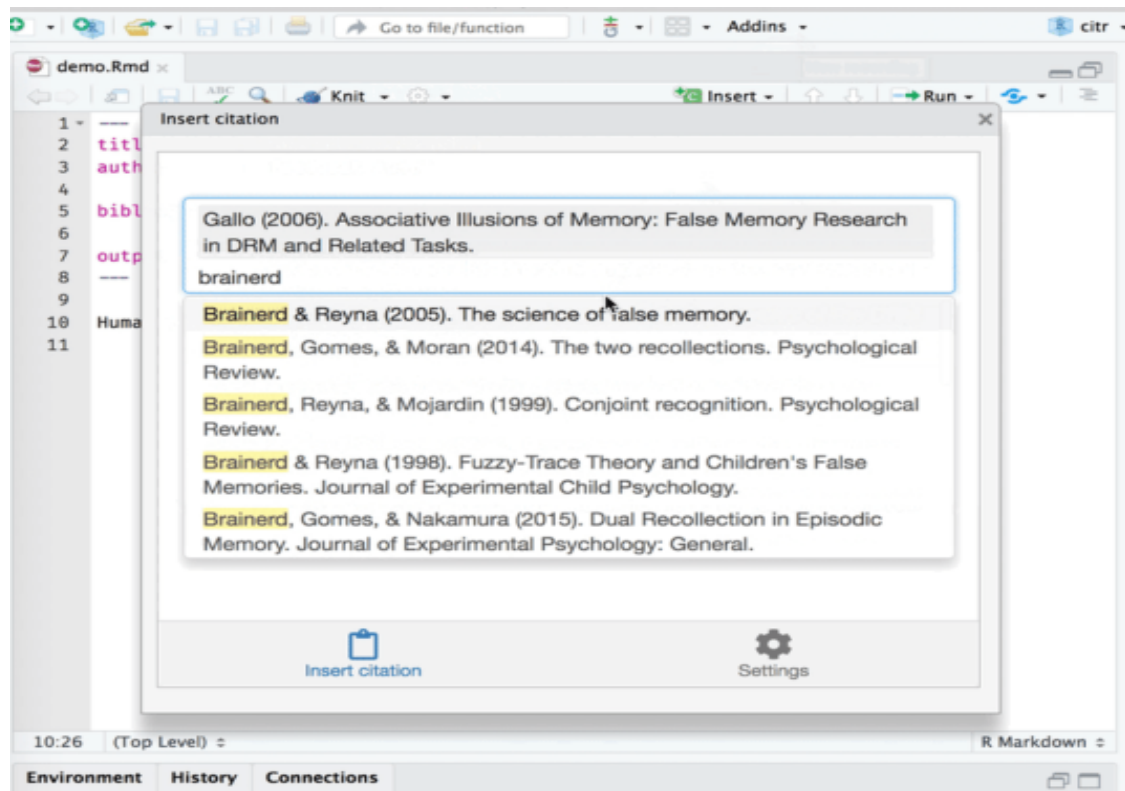 Go to file/function
Addins
citr
demo.Rmd
ABC
Knit
Insert
Run
Insert citation
1 ---
2 titl
3 auth
4
5 bibl
6
7 outp
8 ---
9
10 Huma
11
Gallo (2006). Associative Illusions of Memory: False Memory Research
in DRM and Related Tasks.
brainerd
Brainerd & Reyna (2005). The science of false memory.
Brainerd, Gomes, & Moran (2014). The two recollections. Psychological
Review.
Brainerd, Reyna, & Mojardin (1999). Conjoint recognition. Psychological
Review.
Brainerd & Reyna (1998). Fuzzy-Trace Theory and Children's False
Memories. Journal of Experimental Child Psychology.
Brainerd, Gomes, & Nakamura (2015). Dual Recollection in Episodic
Memory. Journal of Experimental Psychology: General.
Insert citation
Settings
10:26 (Top Level)
R Markdown
Environment History Connections